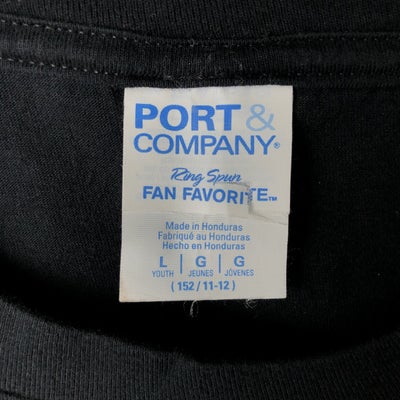 PORT &
COMPANY®
Ring Spun
FAN FAVORITE™
Made in Honduras
Fabriqué au Honduras
Hecho en Honduras
L | G | G
YOUTH | JEUNES | JÓVENES
(152/11-12)